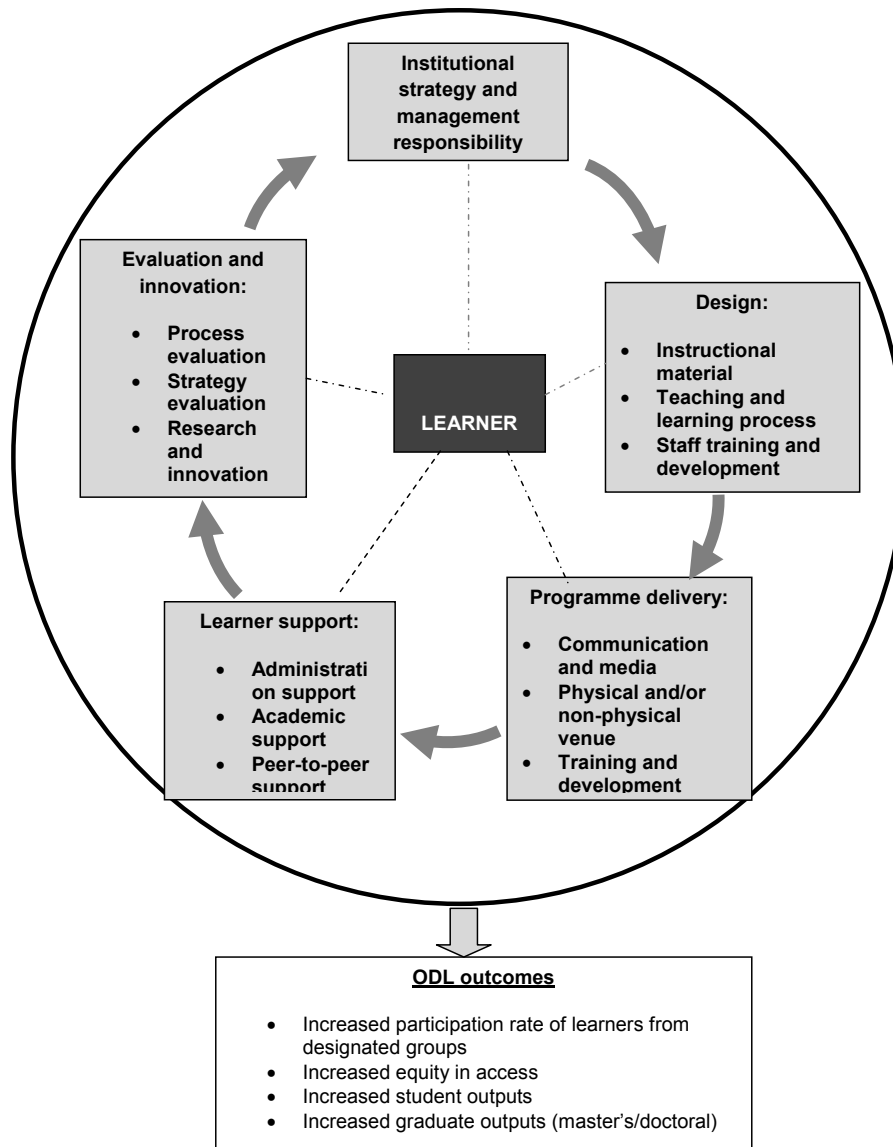 Institutional
strategy and
management
responsibility
Evaluation and
innovation:
• Process
evaluation
• Strategy
evaluation
• Research
and
innovation
Design:
• Instructional
material
• Teaching and
learning process
• Staff training and
development
LEARNER
Learner support:
• Administrati
on support
• Academic
support
• Peer-to-peer
support
Programme delivery:
• Communication
and media
• Physical and/or
non-physical
venue
• Training and
development
ODL outcomes
• Increased participation rate of learners from
designated groups
• Increased equity in access
• Increased student outputs
• Increased graduate outputs (master's/doctoral)